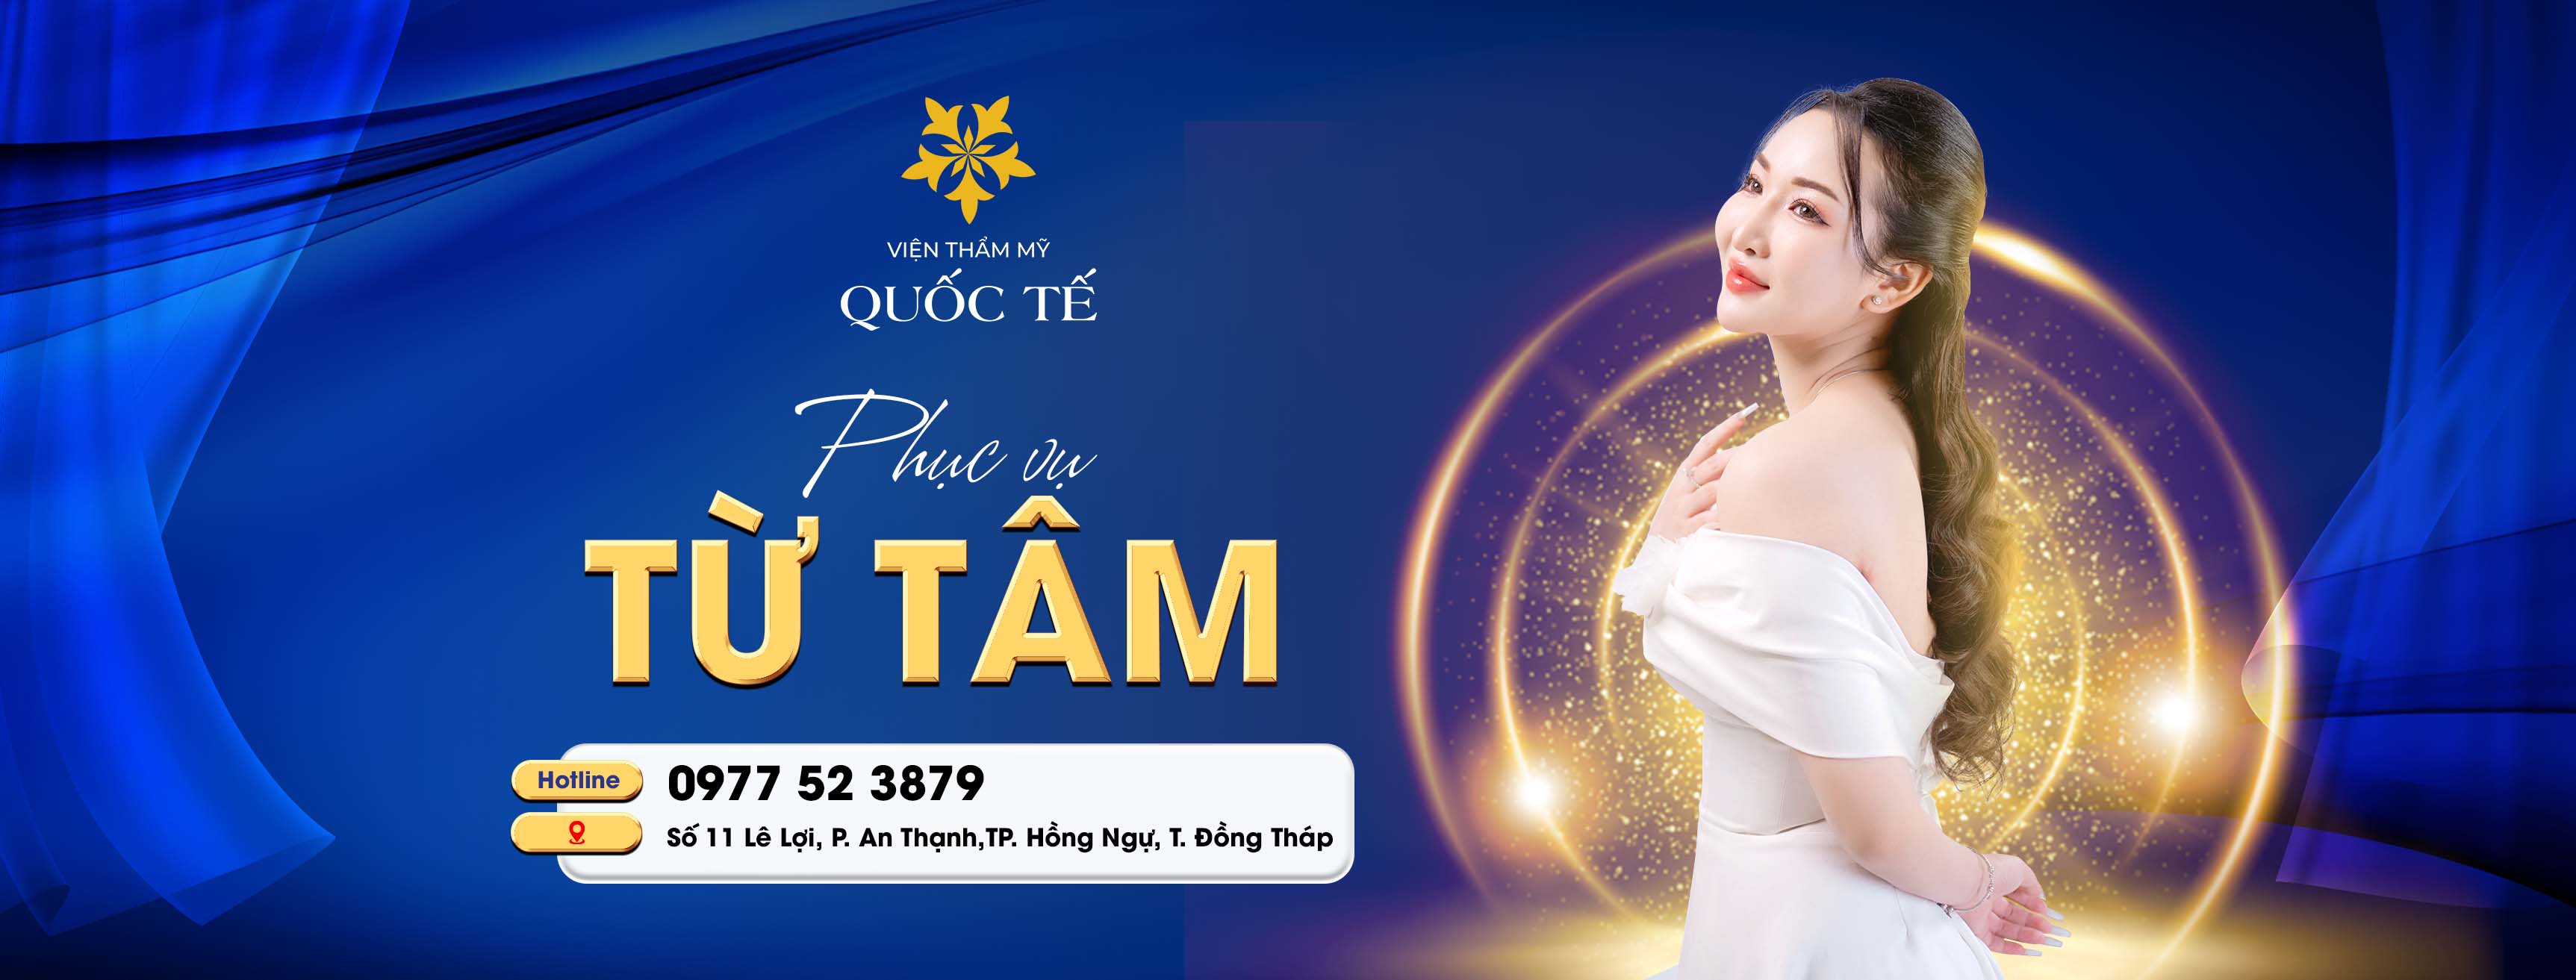 VIỆN THẨM MỸ
QUỐC TẾ
Phục vụ
TỪ TÂM
Hotline 0977 52 3879
Số 11 Lê Lợi, P. An Thạnh,TP. Hồng Ngự, T. Đồng Tháp